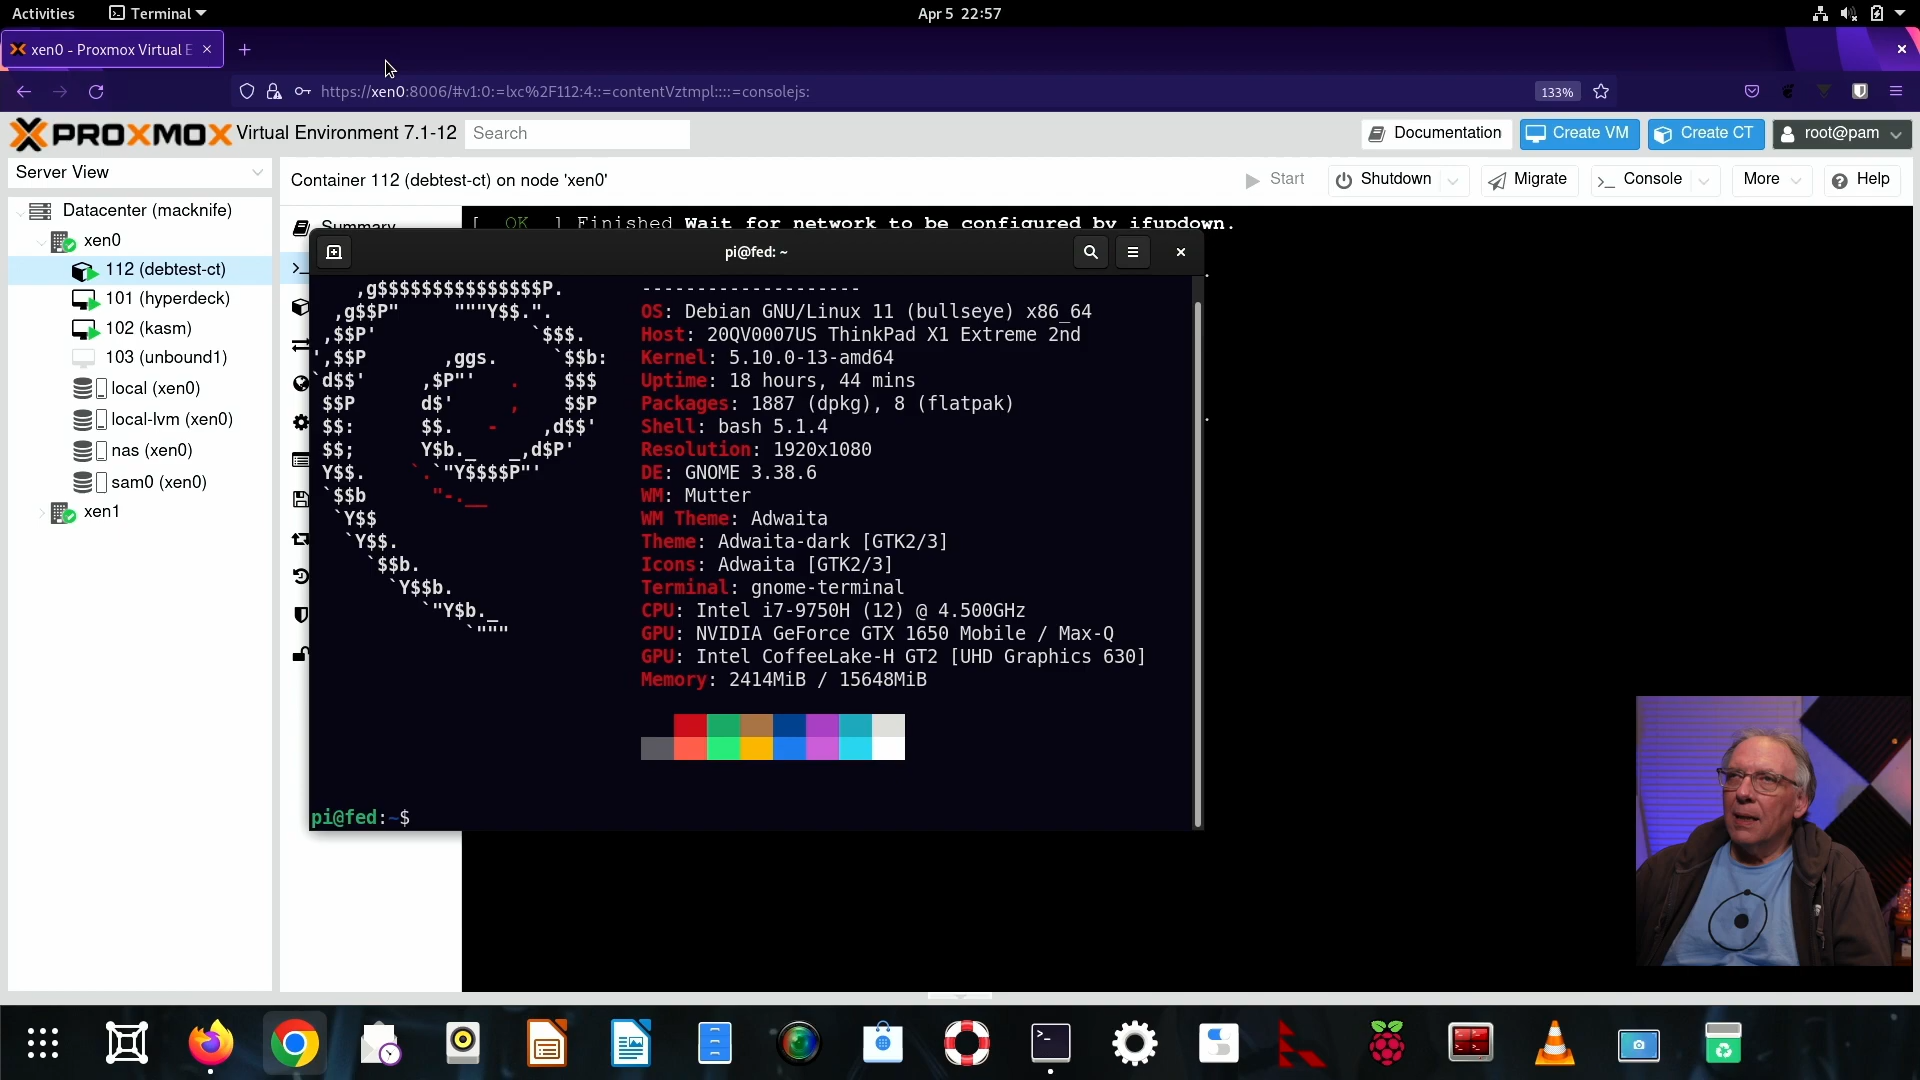 Activities
Terminal
Apr 5 22:57
xen0 - Proxmox Virtual E
https://xen0:8006/#v1:0:=lxc%2F112:4::=contentVztmpl::::=consolejs:
133%
PROXMOX Virtual Environment 7.1-12
Search
Documentation
Create VM
Create CT
root@pam
Server View
Container 112 (debtest-ct) on node 'xen0'
Start
Shutdown
Migrate
Console
More
Help
Datacenter (macknife)
xen0
112 (debtest-ct)
101 (hyperdeck)
102 (kasm)
103 (unbound1)
local (xen0)
local-lvm (xen0)
nas (xen0)
sam0 (xen0)
xen1
Summary
[ OK ] Finished Wait for network to be configured by ifupdown.
pi@fed: ~
,g$$$$$$$$$$$$$$$P. --------------------
,g$$P" """Y$$.". OS: Debian GNU/Linux 11 (bullseye) x86_64
,$$P' `$$$. Host: 20QV0007US ThinkPad X1 Extreme 2nd
',$$P ,ggs. `$$b: Kernel: 5.10.0-13-amd64
`d$$' ,$P"' . $$$ Uptime: 18 hours, 44 mins
$$P d$' , $$P Packages: 1887 (dpkg), 8 (flatpak)
$$: $$. - ,d$$' Shell: bash 5.1.4
$$; Y$b._ _,d$P' Resolution: 1920x1080
Y$$. `.`"Y$$$$P"' DE: GNOME 3.38.6
`$$b "-.__ WM: Mutter
`Y$$ WM Theme: Adwaita
`Y$$. Theme: Adwaita-dark [GTK2/3]
`$$b. Icons: Adwaita [GTK2/3]
`Y$$b. Terminal: gnome-terminal
`"Y$b._ CPU: Intel i7-9750H (12) @ 4.500GHz
`""" GPU: NVIDIA GeForce GTX 1650 Mobile / Max-Q
GPU: Intel CoffeeLake-H GT2 [UHD Graphics 630]
Memory: 2414MiB / 15648MiB
pi@fed:~$